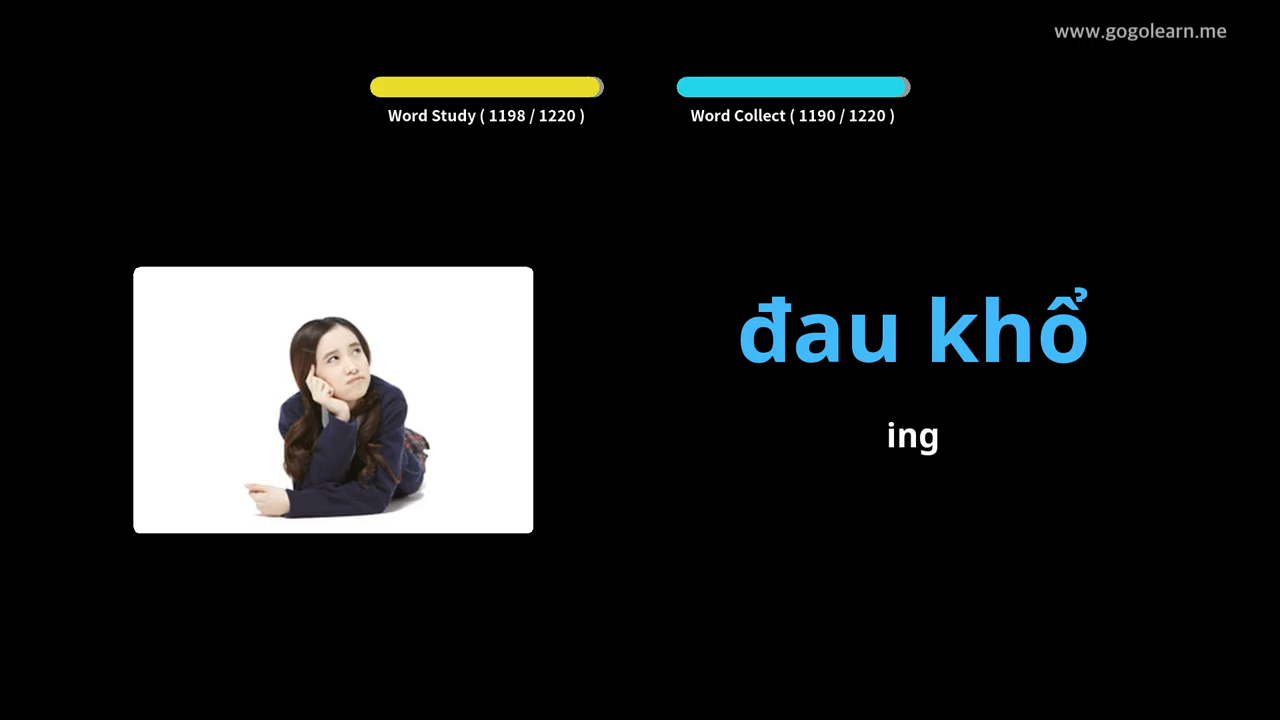 www.gogolearn.me
Word Study ( 1198 / 1220 )
Word Collect ( 1190 / 1220 )
đau khổ
ing